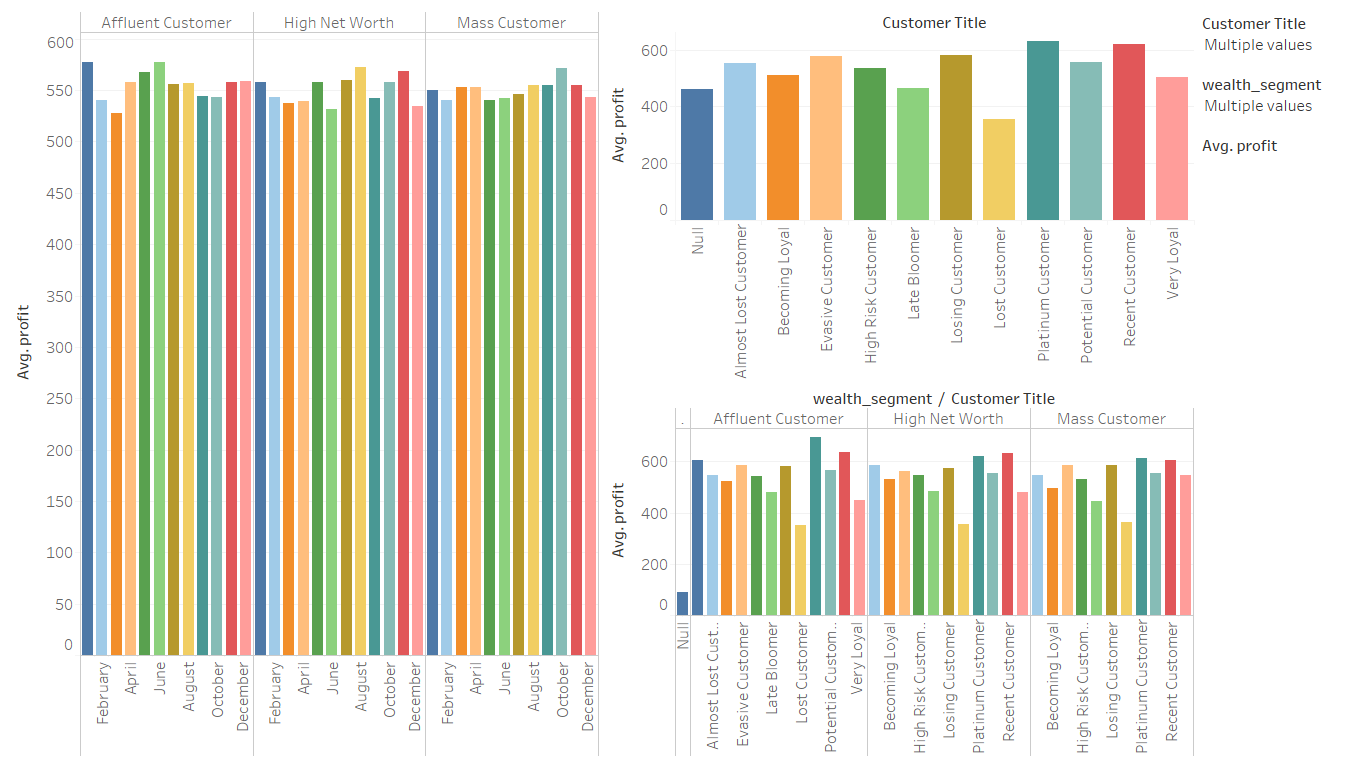 Affluent Customer High Net Worth Mass Customer
Avg. profit
600
550
500
450
400
350
300
250
200
150
100
50
0
February April June August October December February April June August October December February April June August October December
Customer Title
Avg. profit
600
400
200
0
Null Almost Lost Customer Becoming Loyal Evasive Customer High Risk Customer Late Bloomer Losing Customer Lost Customer Platinum Customer Potential Customer Recent Customer Very Loyal
wealth_segment / Customer Title
. Affluent Customer High Net Worth Mass Customer
Avg. profit
600
400
200
0
Null Almost Lost Cust.. Evasive Customer Late Bloomer Lost Customer Potential Custom.. Very Loyal Becoming Loyal High Risk Custom.. Losing Customer Platinum Customer Recent Customer Becoming Loyal High Risk Custom.. Losing Customer Platinum Customer Recent Customer
Customer Title
Multiple values
wealth_segment
Multiple values
Avg. profit